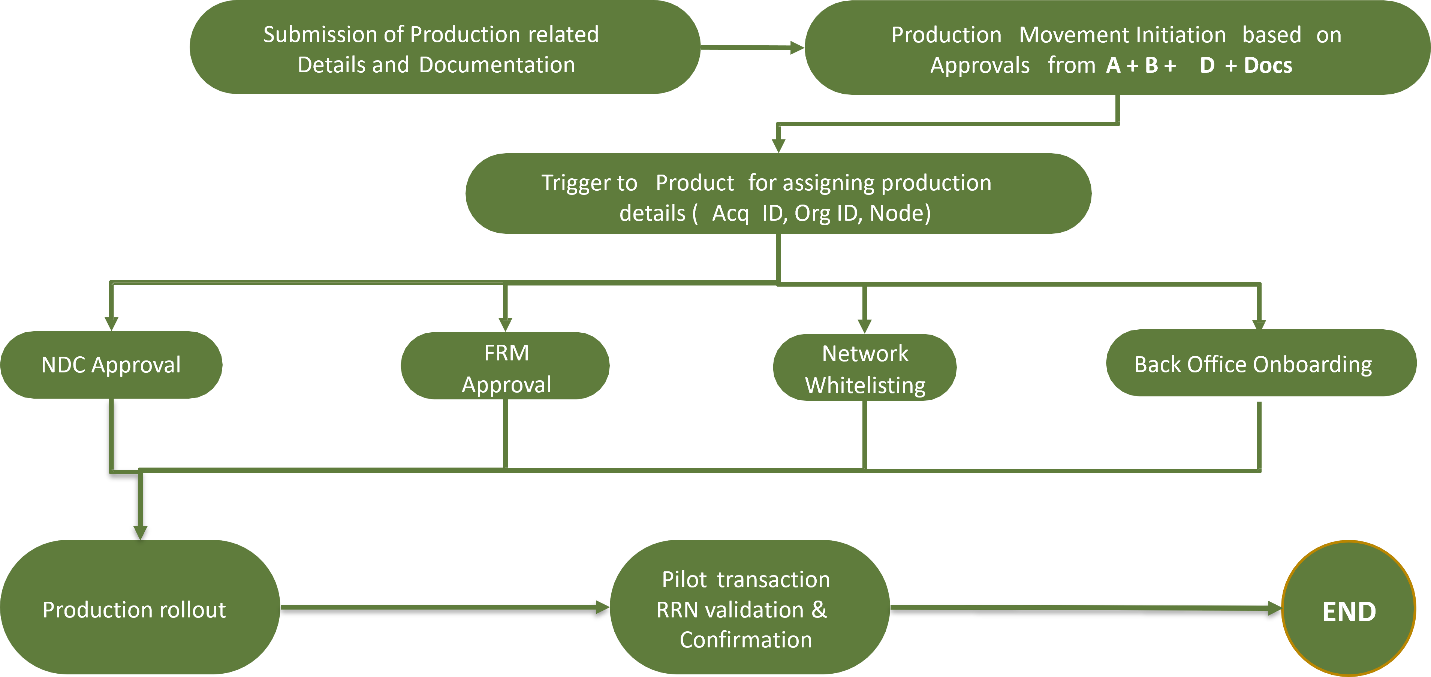 Submission of Production related
Details and Documentation
Production Movement Initiation based on
Approvals from A + B + D + Docs
Trigger to Product for assigning production
details ( Acq ID, Org ID, Node)
NDC Approval
FRM
Approval
Network
Whitelisting
Back Office Onboarding
Production rollout
Pilot transaction
RRN validation &
Confirmation
END